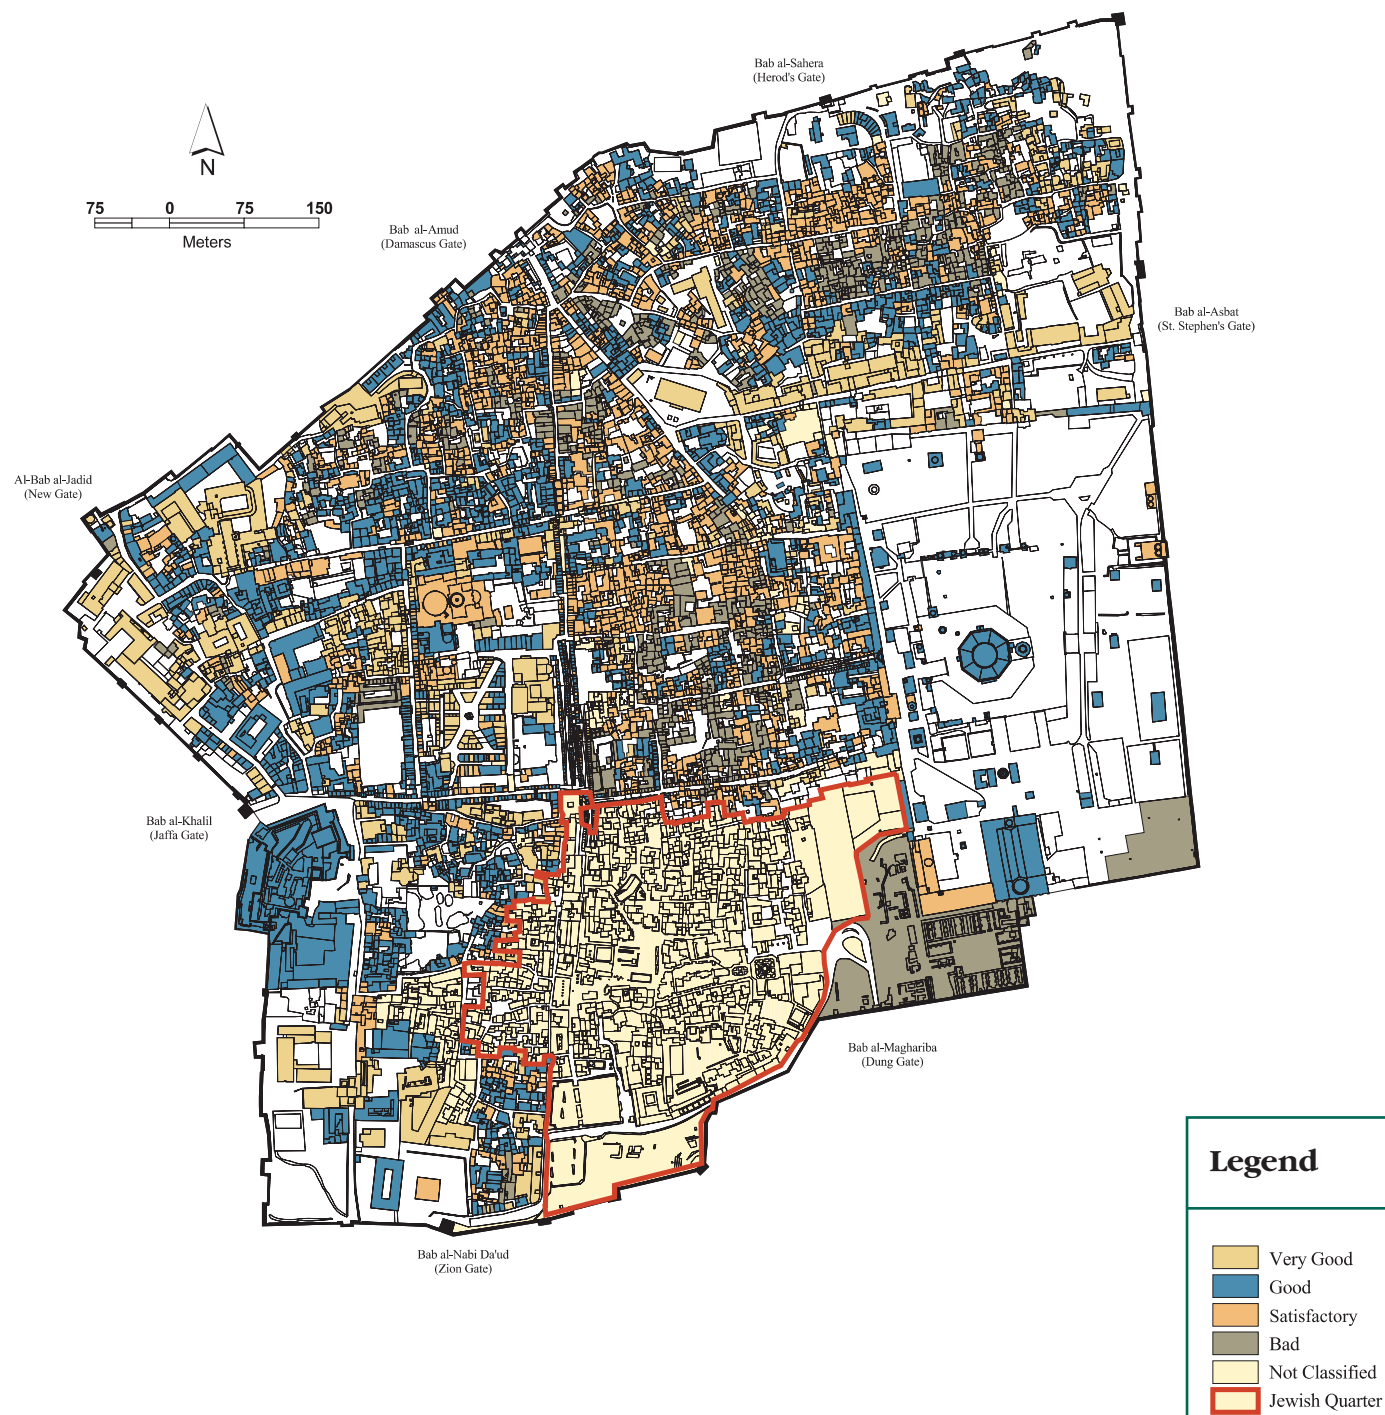 Bab al-Sahera
(Herod's Gate)
N
75 0 75 150
Meters
Bab al-Amud
(Damascus Gate)
Bab al-Asbat
(St. Stephen's Gate)
Al-Bab al-Jadid
(New Gate)
Bab al-Khalil
(Jaffa Gate)
Bab al-Maghariba
(Dung Gate)
Bab al-Nabi Da'ud
(Zion Gate)
Legend
Very Good
Good
Satisfactory
Bad
Not Classified
Jewish Quarter